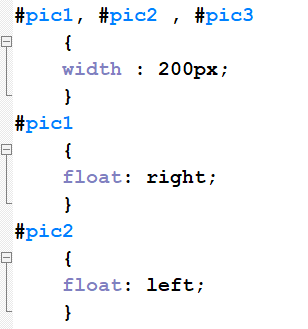 #pic1, #pic2 , #pic3
{
width : 200px;
}
#pic1
{
float: right;
}
#pic2
{
float: left;
}